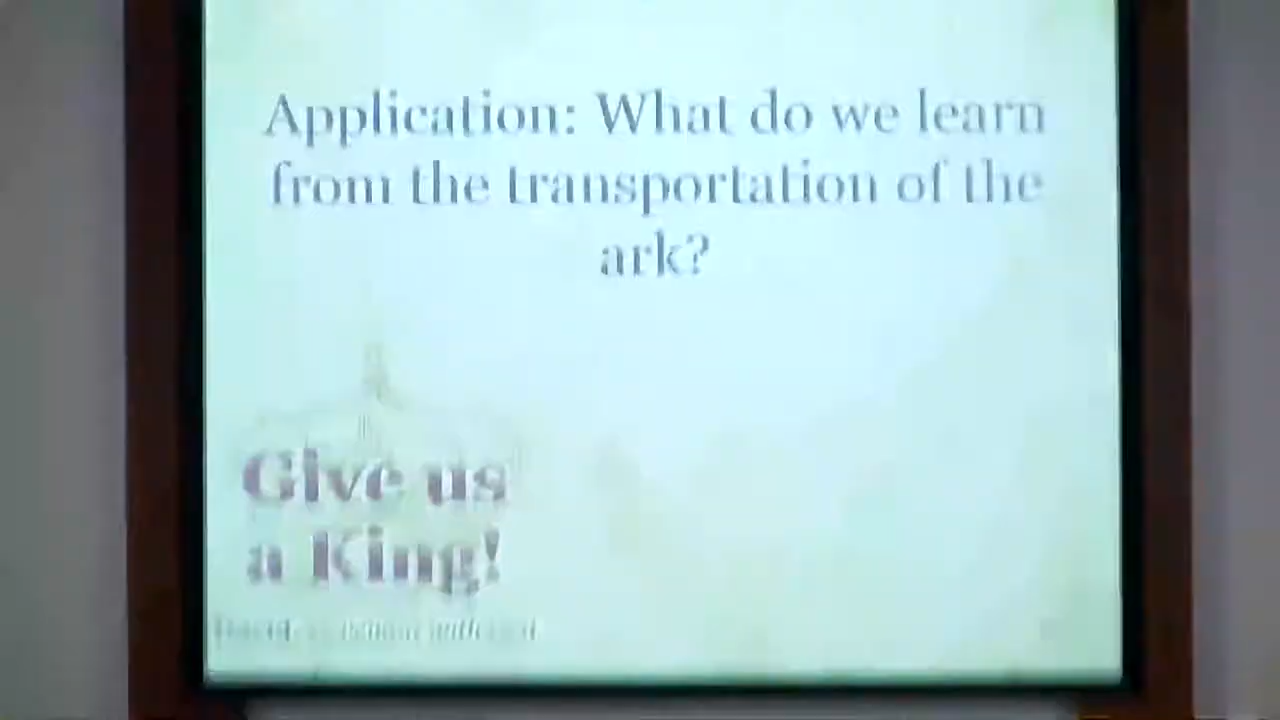 Application: What do we learn
from the transportation of the
ark?
Give us
a King!